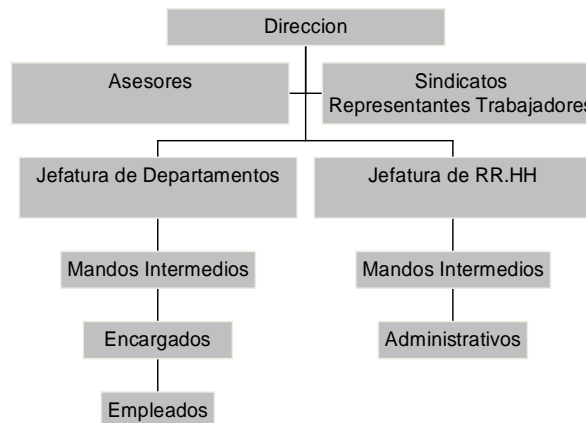 Direccion
Asesores
Sindicatos
Representantes Trabajadores
Jefatura de Departamentos
Jefatura de RR.HH
Mandos Intermedios
Mandos Intermedios
Encargados
Administrativos
Empleados